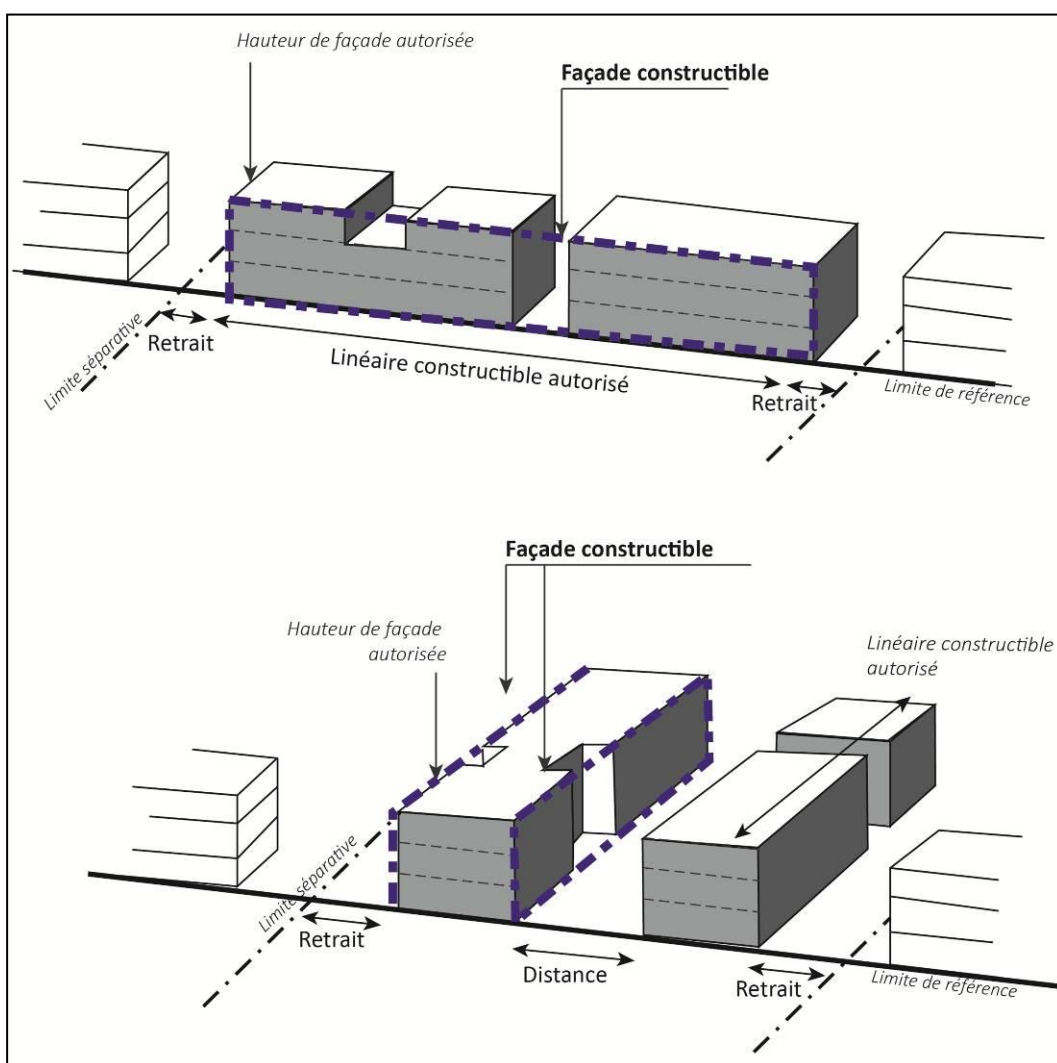 Hauteur de façade autorisée
Façade constructible
Limite séparative
Retrait
Linéaire constructible autorisé
Retrait
Limite de référence
Façade constructible
Hauteur de façade
autorisée
Linéaire constructible
autorisé
Limite séparative
Retrait
Distance
Retrait
Limite de référence